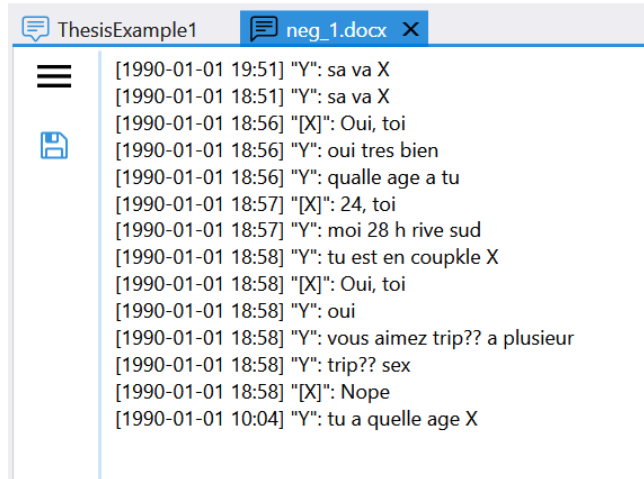 ThesisExample1 neg_1.docx X
[1990-01-01 19:51] "Y": sa va X
[1990-01-01 18:51] "Y": sa va X
[1990-01-01 18:56] "[X]": Oui, toi
[1990-01-01 18:56] "Y": oui tres bien
[1990-01-01 18:56] "Y": qualle age a tu
[1990-01-01 18:57] "[X]": 24, toi
[1990-01-01 18:57] "Y": moi 28 h rive sud
[1990-01-01 18:58] "Y": tu est en coupkle X
[1990-01-01 18:58] "[X]": Oui, toi
[1990-01-01 18:58] "Y": oui
[1990-01-01 18:58] "Y": vous aimez trip?? a plusieur
[1990-01-01 18:58] "Y": trip?? sex
[1990-01-01 18:58] "[X]": Nope
[1990-01-01 10:04] "Y": tu a quelle age X